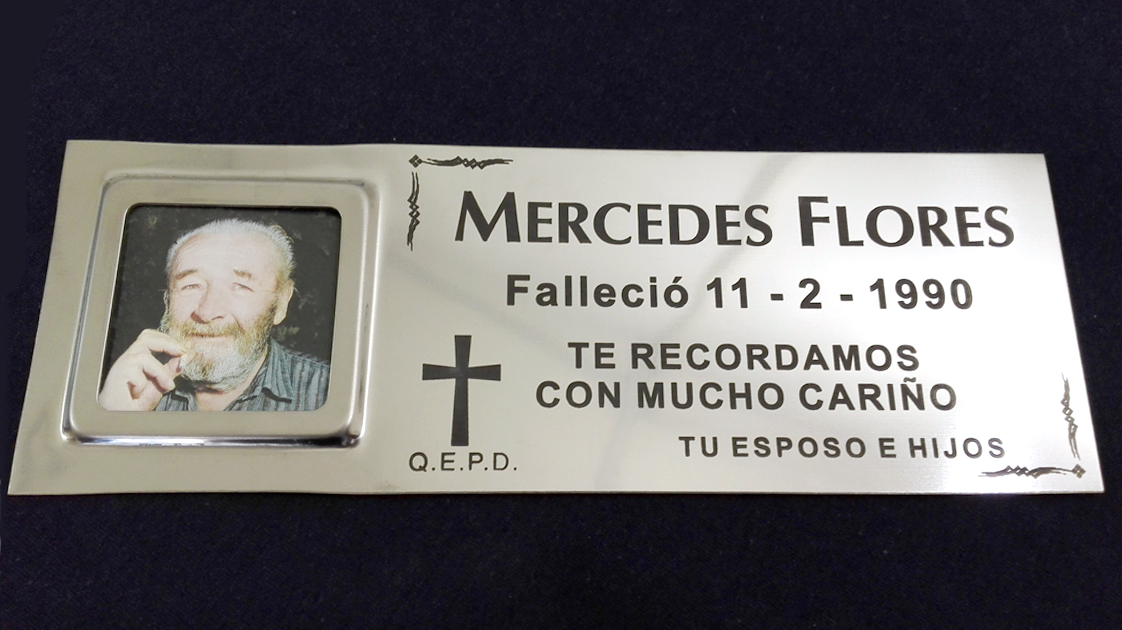 MERCEDES FLORES
Falleció 11 - 2 - 1990
TE RECORDAMOS
CON MUCHO CARIÑO
TU ESPOSO E HIJOS
Q.E.P.D.